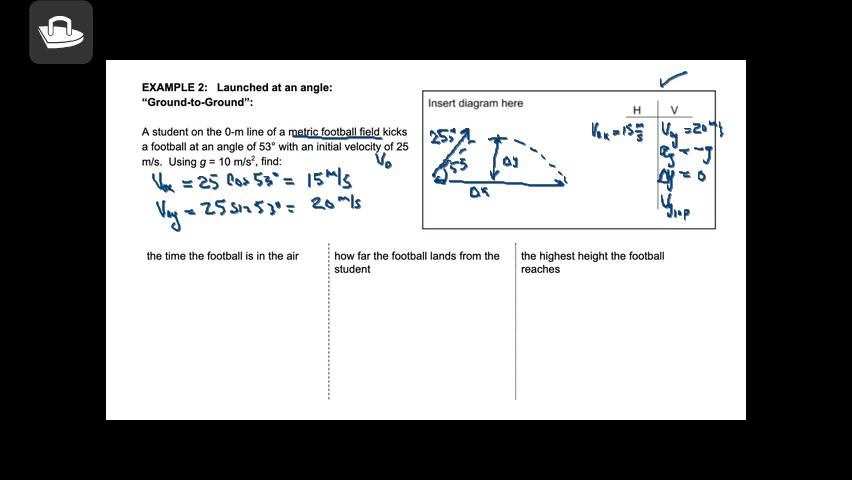 EXAMPLE 2: Launched at an angle:
"Ground-to-Ground":
A student on the 0-m line of a metric football field kicks
a football at an angle of 53° with an initial velocity of 25
m/s. Using g = 10 m/s², find:
V₀
V₀ₓ = 25 cos 53° = 15 m/s
V₀y = 25 sin 53° = 20 m/s
Insert diagram here
25
53
Δy
Δx
H V
V₀ₓ = 15 m/s
V₀y = 20 m/s
= -g
Δy = 0
Vy top
the time the football is in the air
how far the football lands from the
student
the highest height the football
reaches